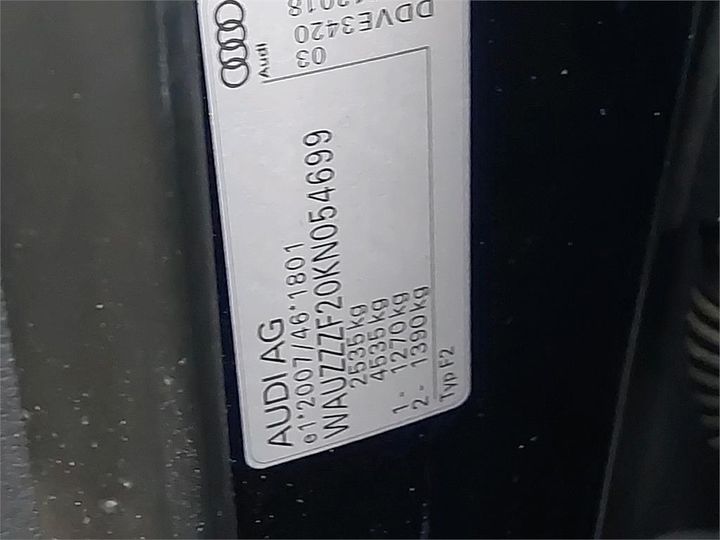 AUDI AG
e1*2007/46*1801
WAUZZZF20KN054699
2535kg
4535kg
1- 1270kg
2- 1390kg
Typ F2
Audi
03
DDVE3420